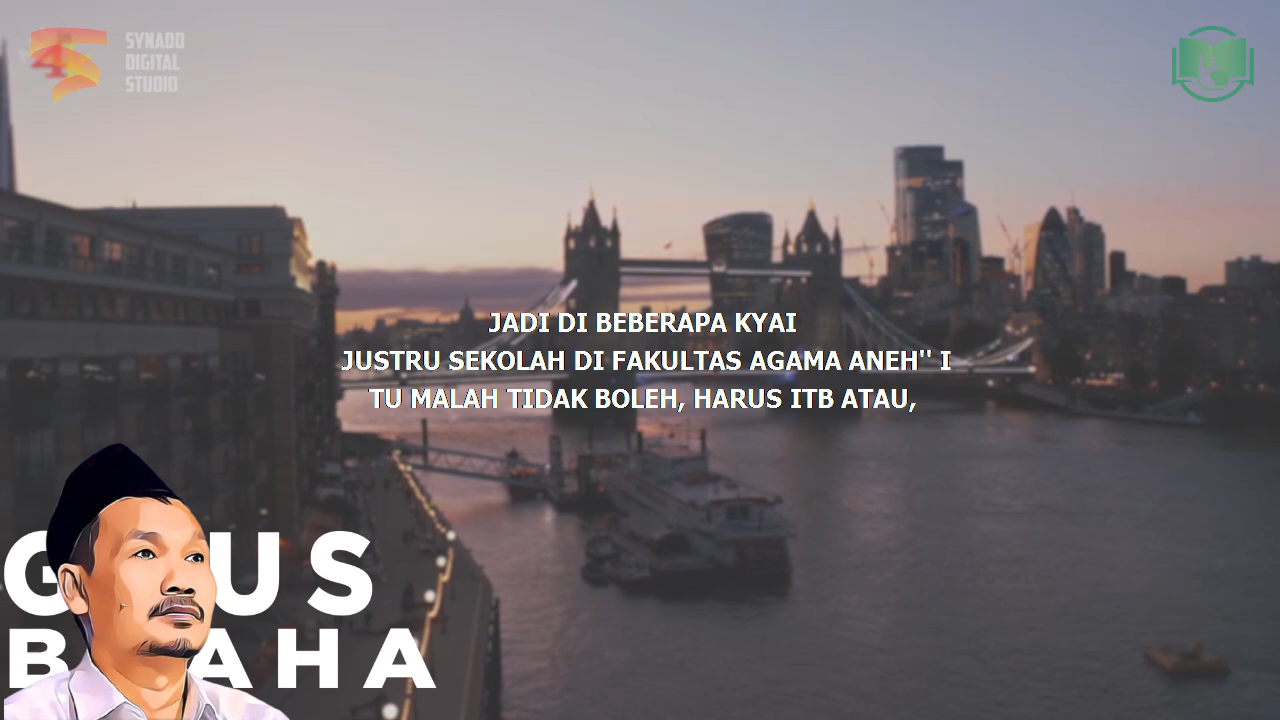 SYNADO
DIGITAL
STUDIO
JADI DI BEBERAPA KYAI
JUSTRU SEKOLAH DI FAKULTAS AGAMA ANEH" I
TU MALAH TIDAK BOLEH, HARUS ITB ATAU,
GUS
BAHA